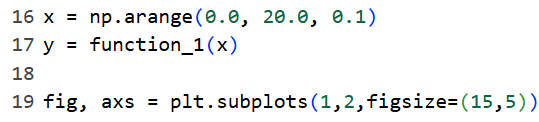 16 x = np.arange(0.0, 20.0, 0.1)
17 y = function_1(x)
18
19 fig, axs = plt.subplots(1,2,figsize=(15,5))